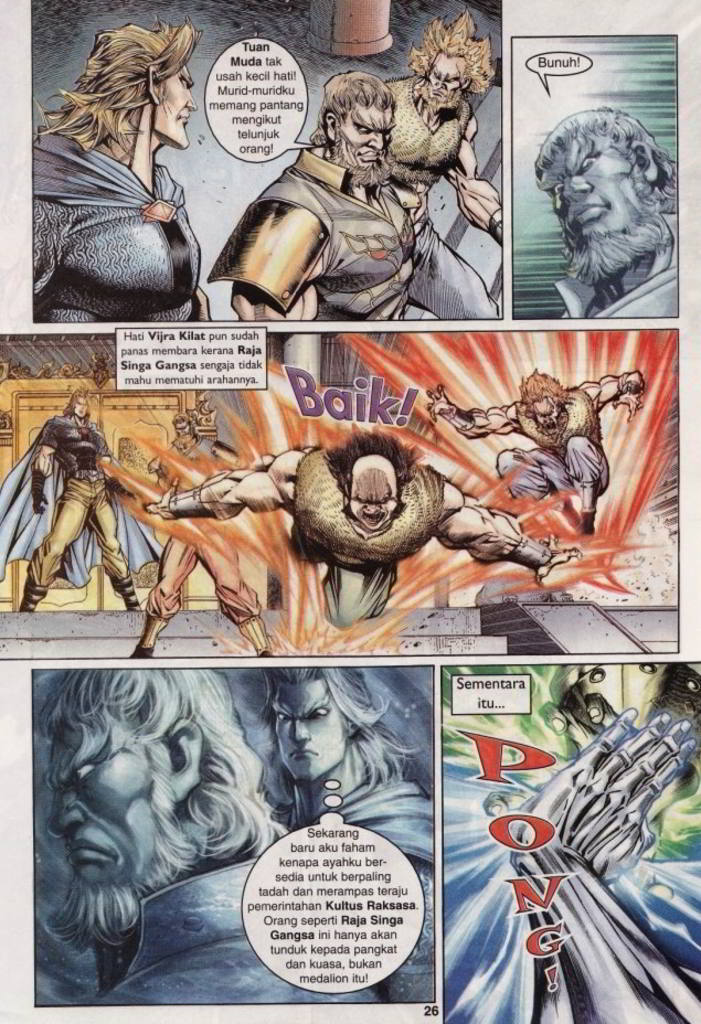 Tuan
Muda tak
usah kecil hati!
Murid-muridku
memang pantang
mengikut
telunjuk
orang!
Bunuh!
Hati Vijra Kilat pun sudah
panas membara kerana Raja
Singa Gangsa sengaja tidak
mahu mematuhi arahannya.
Baik!
Sekarang
baru aku faham
kenapa ayahku ber-
sedia untuk berpaling
tadah dan merampas teraju
pemerintahan Kultus Raksasa.
Orang seperti Raja Singa
Gangsa ini hanya akan
tunduk kepada pangkat
dan kuasa, bukan
medalion itu!
Sementara
itu...
PONG!
26